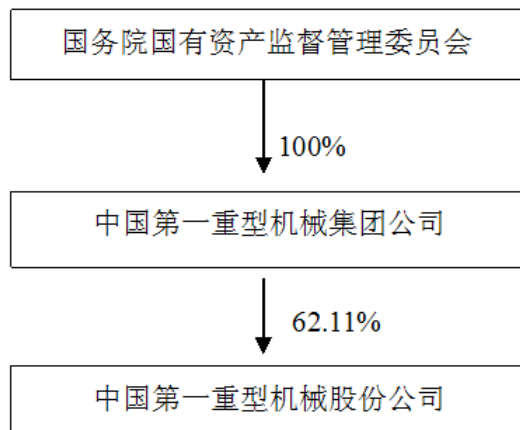 国务院国有资产监督管理委员会
100%
中国第一重型机械集团公司
62.11%
中国第一重型机械股份公司